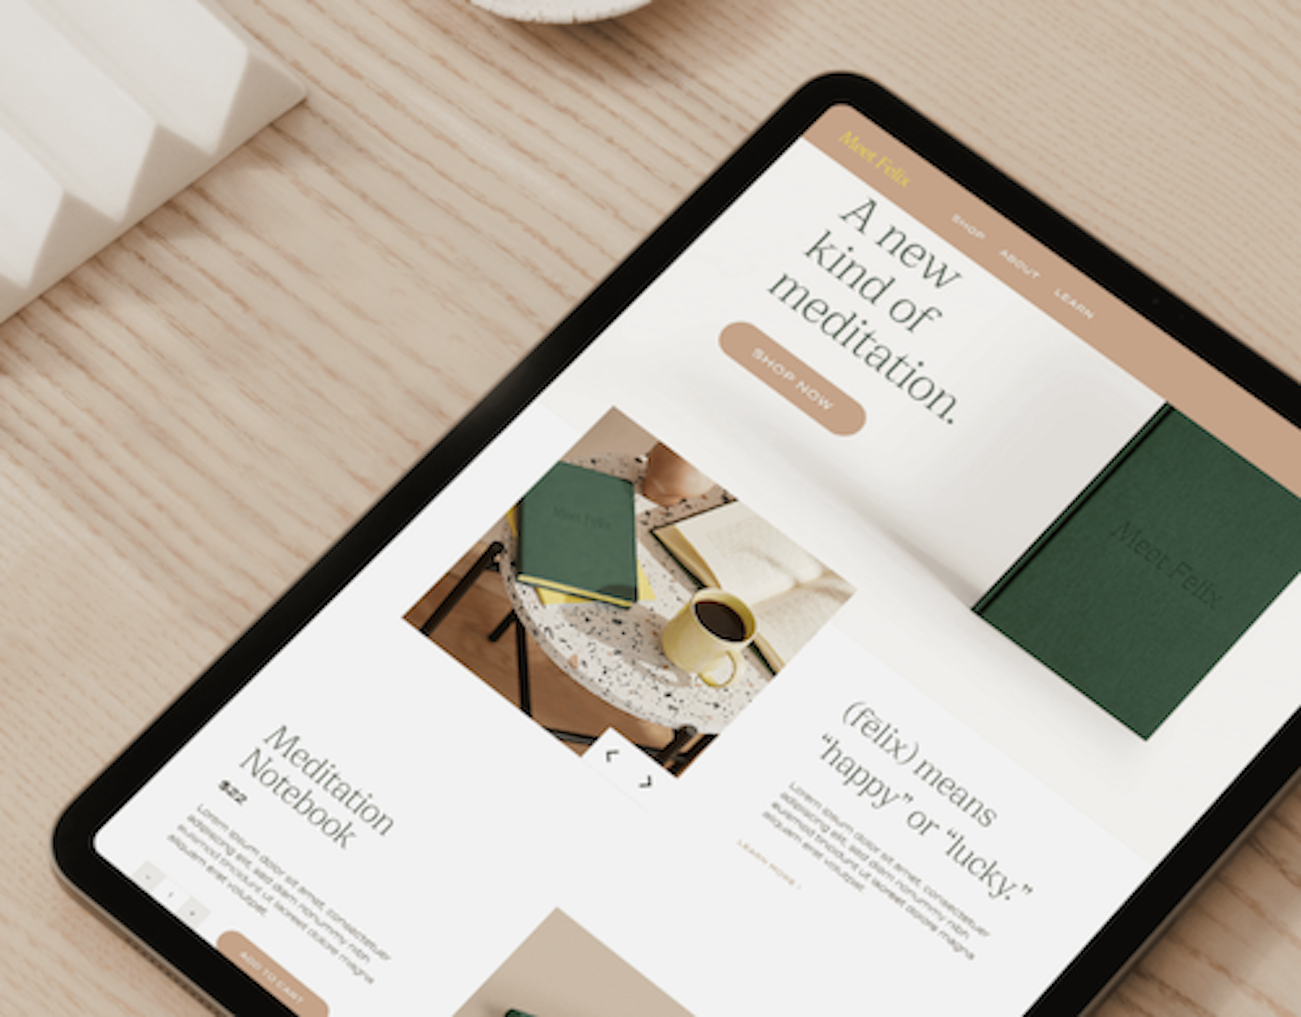 Meet Felix
SHOP ABOUT LEARN
A new
kind of
meditation.
SHOP NOW
Meet Felix
Meet Felix
(fēlix) means
“happy” or “lucky.”
Lorem ipsum dolor sit amet, consectetuer
adipiscing elit, sed diam nonummy nibh
euismod tincidunt ut laoreet dolore magna
aliquam erat volutpat.
LEARN MORE >
Meditation
Notebook
$22
Lorem ipsum dolor sit amet, consectetuer
adipiscing elit, sed diam nonummy nibh
euismod tincidunt ut laoreet dolore magna
aliquam erat volutpat.
ADD TO CART